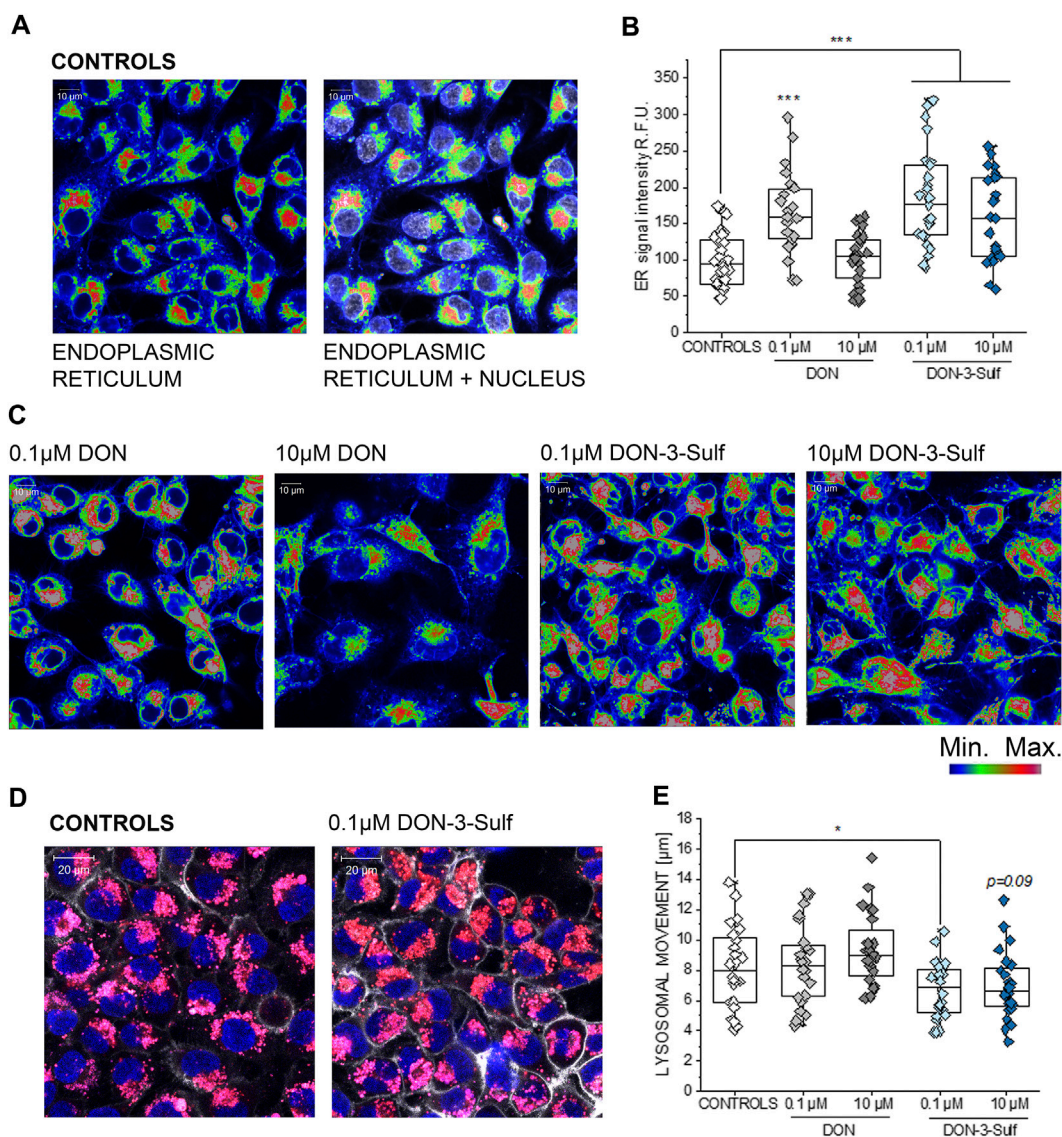 A
CONTROLS
10 µm
10 µm
ENDOPLASMIC
RETICULUM
ENDOPLASMIC
RETICULUM + NUCLEUS
B
***
***
ER signal intensity R.F.U.
350
300
250
200
150
100
50
0
CONTROLS
0.1 µM
10 µM
0.1 µM
10 µM
DON
DON-3-Sulf
C
0.1µM DON
10µM DON
0.1µM DON-3-Sulf
10µM DON-3-Sulf
10 µm
10 µm
10 µm
10 µm
Min. Max.
D
CONTROLS
0.1µM DON-3-Sulf
20 µm
20 µm
E
LYSOSOMAL MOVEMENT [µm]
18
16
14
12
10
8
6
4
2
0
*
p=0.09
CONTROLS
0.1 µM
10 µM
0.1 µM
10 µM
DON
DON-3-Sulf